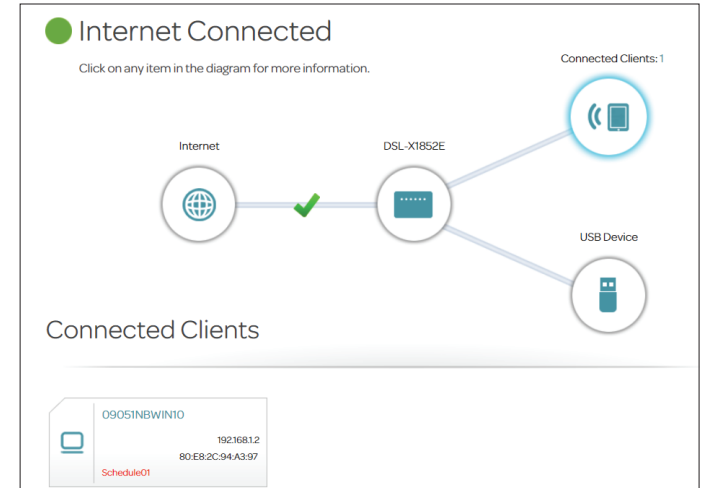 Internet Connected
Click on any item in the diagram for more information.
Connected Clients: 1
Internet
DSL-X1852E
USB Device
Connected Clients
09051NBWIN10
192.168.1.2
80:E8:2C:94:A3:97
Schedule01